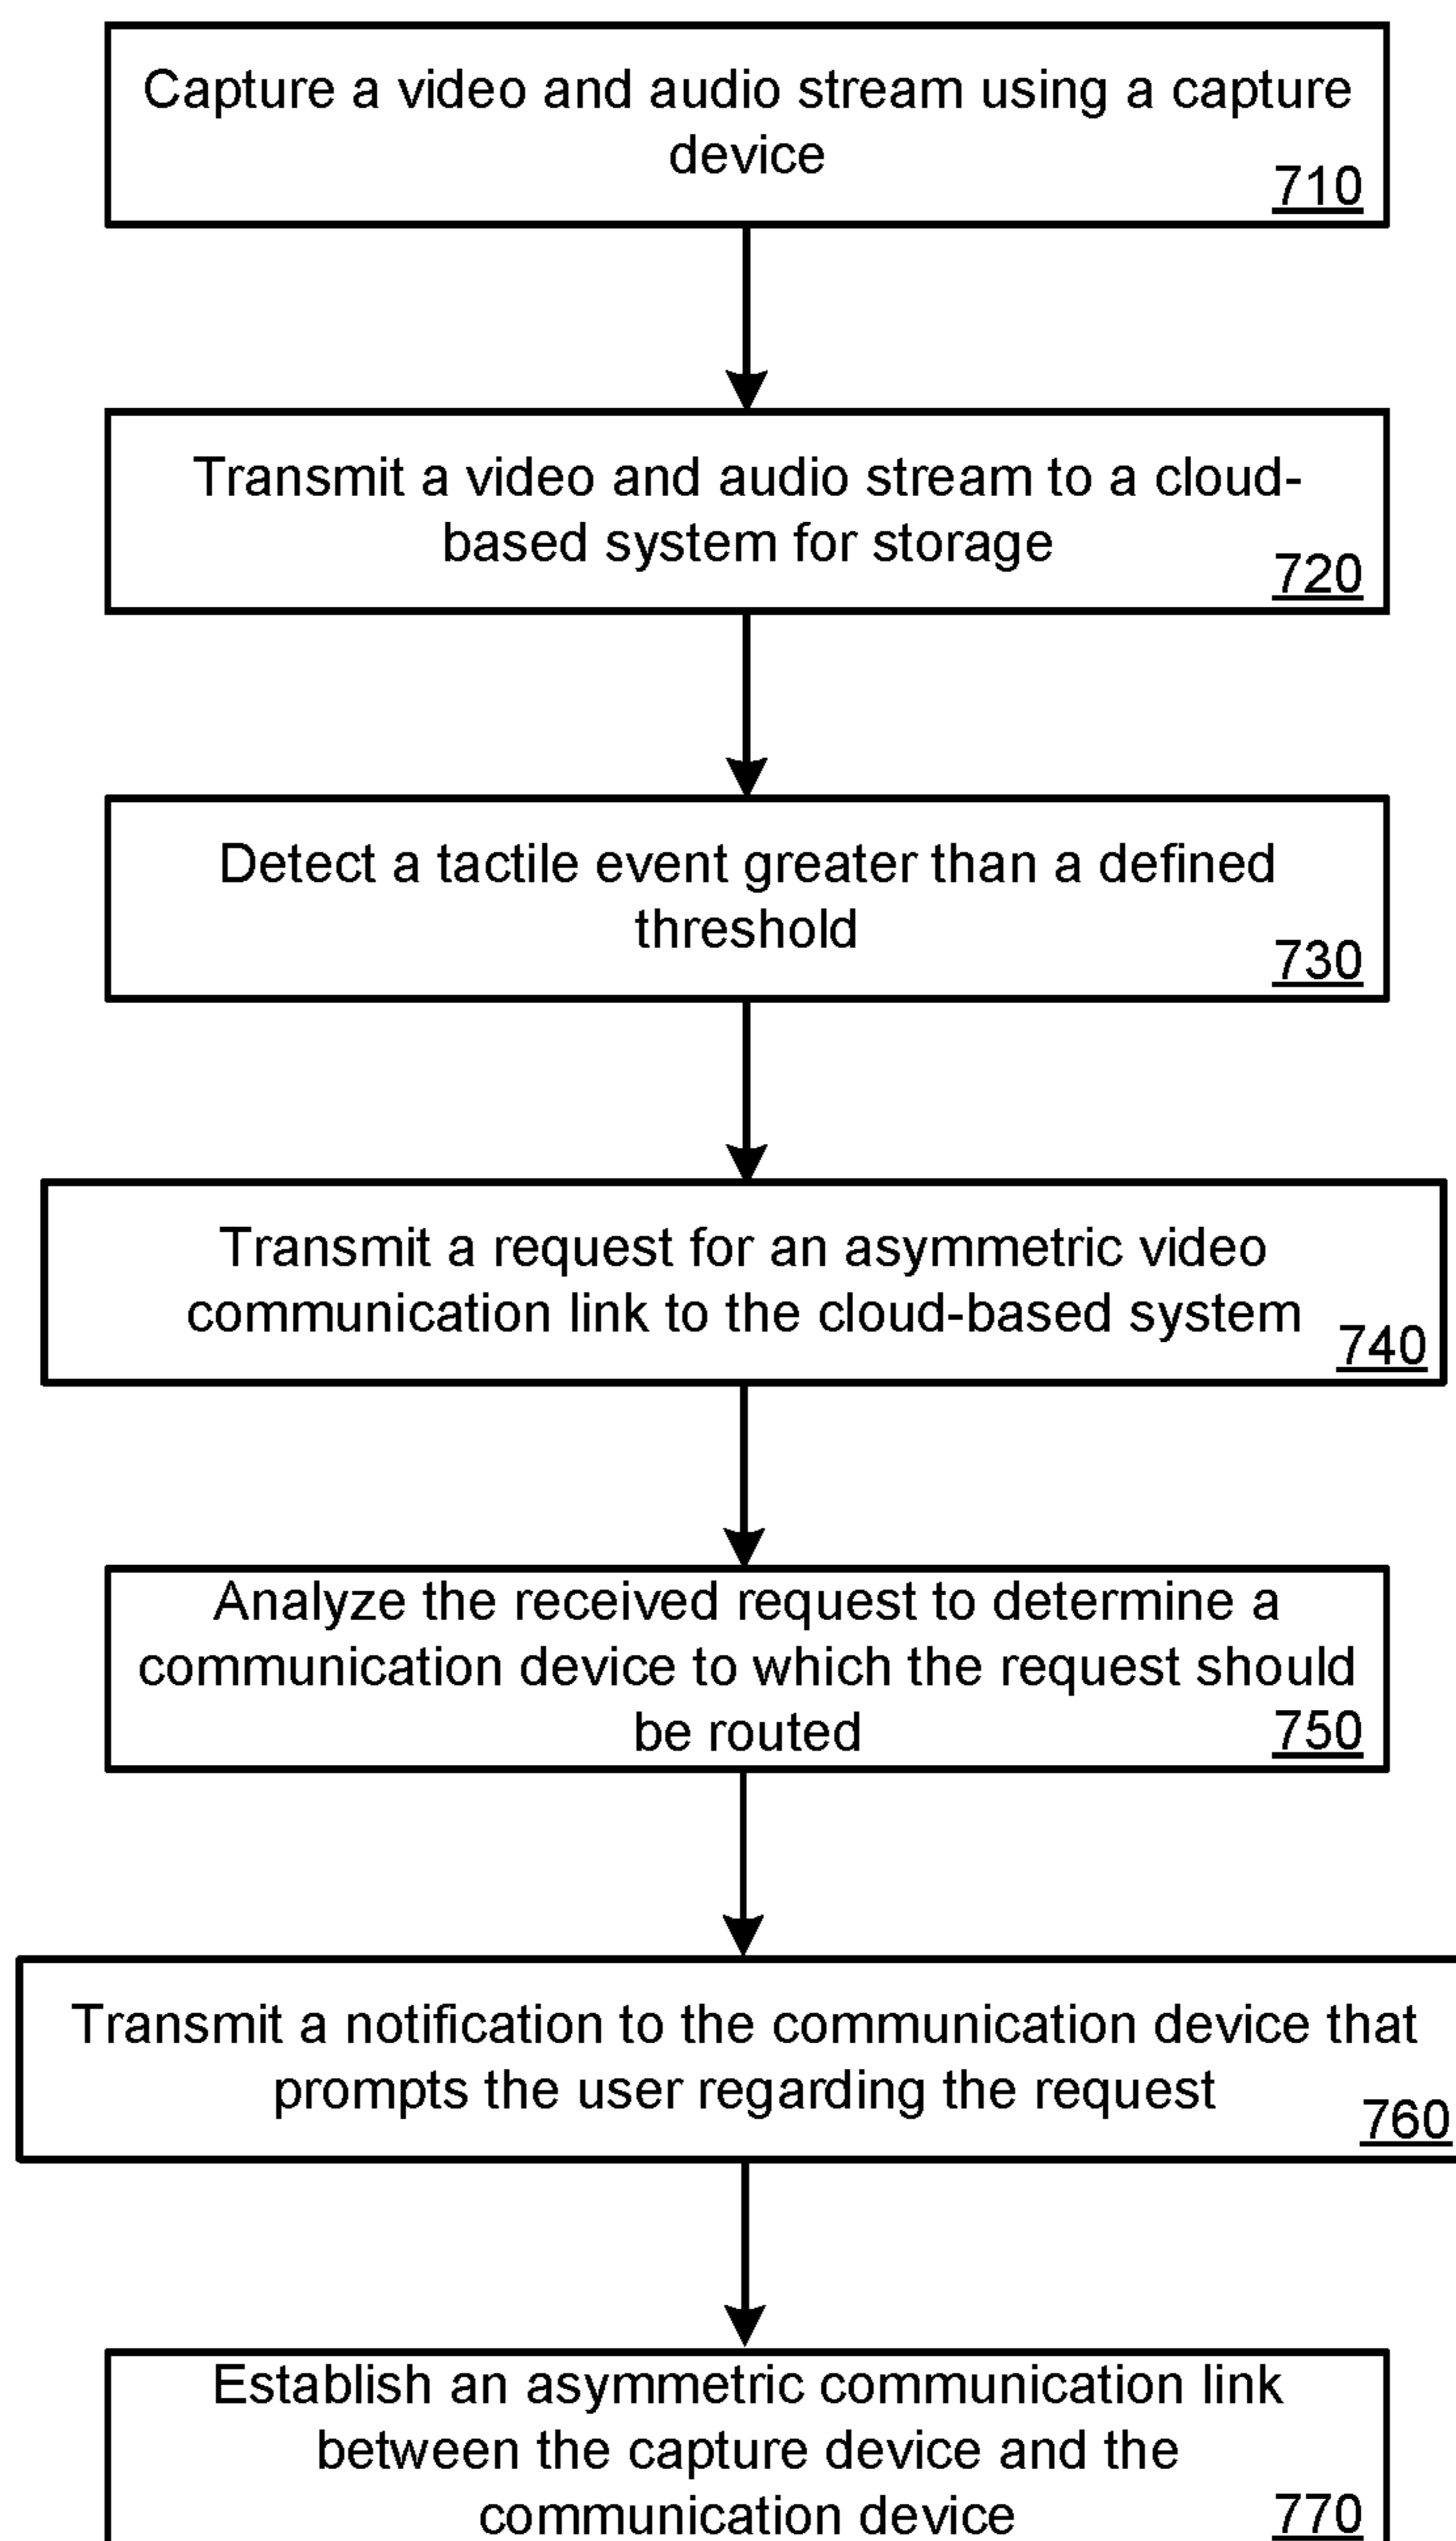 Capture a video and audio stream using a capture
device
710
Transmit a video and audio stream to a cloud-
based system for storage
720
Detect a tactile event greater than a defined
threshold
730
Transmit a request for an asymmetric video
communication link to the cloud-based system
740
Analyze the received request to determine a
communication device to which the request should
be routed
750
Transmit a notification to the communication device that
prompts the user regarding the request
760
Establish an asymmetric communication link
between the capture device and the
communication device
770